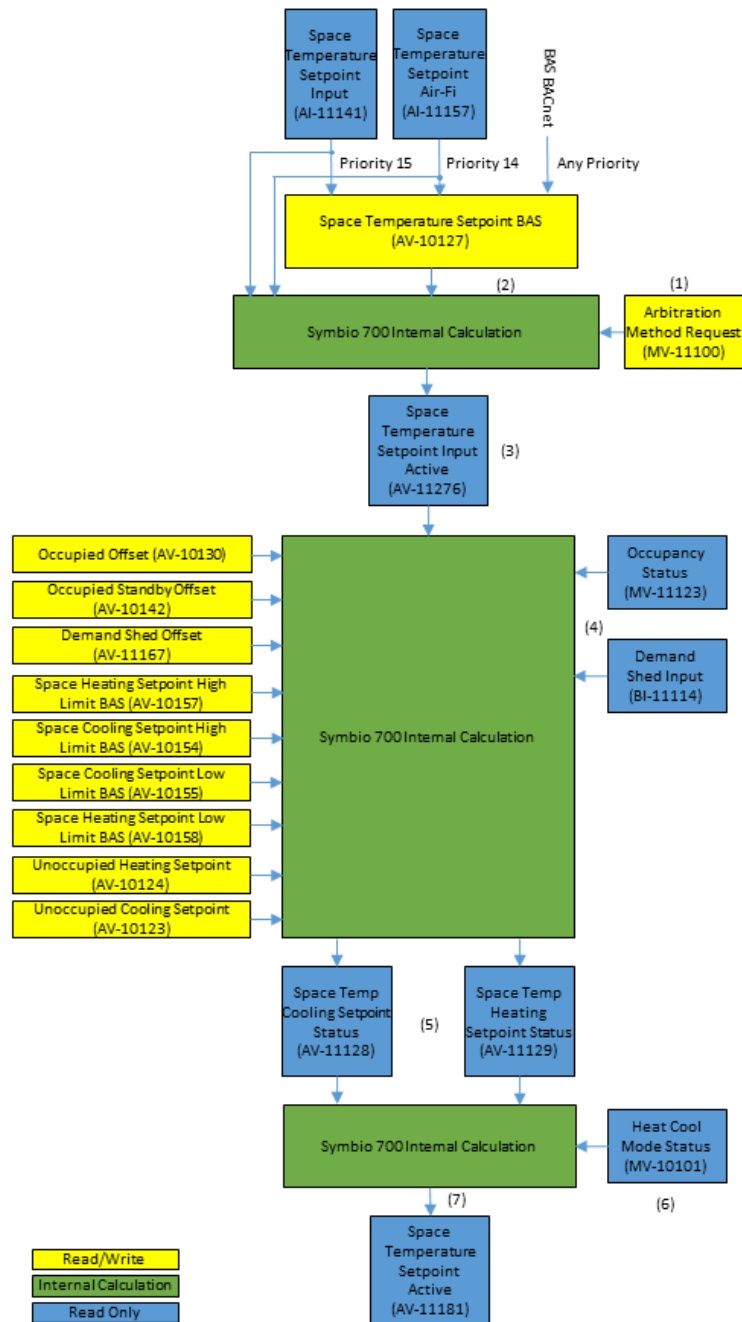 Space
Temperature
Setpoint
Input
(AI-11141)
Space
Temperature
Setpoint
Air-Fi
(AI-11157)
BAS BACnet
Priority 15
Priority 14
Any Priority
Space Temperature Setpoint BAS
(AV-10127)
(2)
(1)
Symbio 700 Internal Calculation
Arbitration
Method Request
(MV-11100)
Space
Temperature
Setpoint Input
Active
(AV-11276)
(3)
Occupied Offset (AV-10130)
Occupied Standby Offset
(AV-10142)
Demand Shed Offset
(AV-11167)
Space Heating Setpoint High
Limit BAS (AV-10157)
Space Cooling Setpoint High
Limit BAS (AV-10154)
Space Cooling Setpoint Low
Limit BAS (AV-10155)
Space Heating Setpoint Low
Limit BAS (AV-10158)
Unoccupied Heating Setpoint
(AV-10124)
Unoccupied Cooling Setpoint
(AV-10123)
Symbio 700 Internal Calculation
Occupancy
Status
(MV-11123)
(4)
Demand
Shed Input
(BI-11114)
Space Temp
Cooling Setpoint
Status
(AV-11128)
(5)
Space Temp
Heating
Setpoint Status
(AV-11129)
Symbio 700 Internal Calculation
Heat Cool
Mode Status
(MV-10101)
(6)
(7)
Space
Temperature
Setpoint
Active
(AV-11181)
Read/Write
Internal Calculation
Read Only